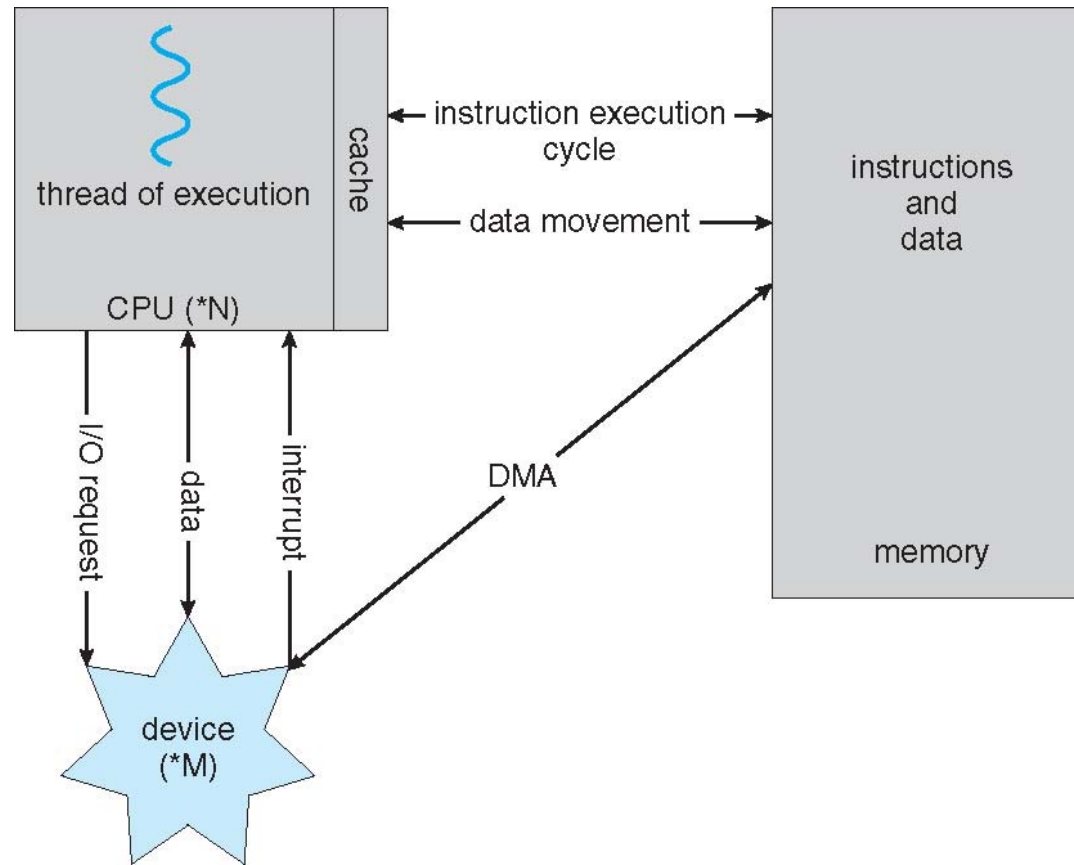 thread of execution
cache
CPU (*N)
instruction execution
cycle
data movement
instructions
and
data
memory
I/O request
data
interrupt
DMA
device
(*M)